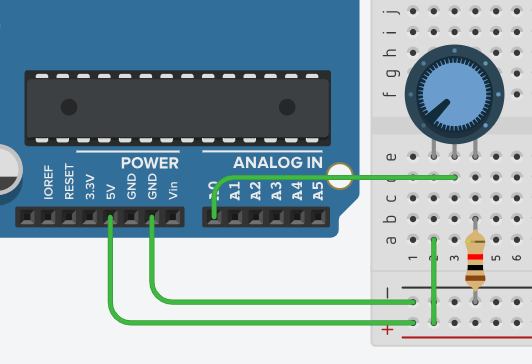 j
i
h
g
f
POWER
ANALOG IN
IOREF
RESET
3.3V
5V
GND
GND
Vin
A0
A1
A2
A3
A4
A5
e
d
c
b
a
1
2
3
4
5
6
−
+